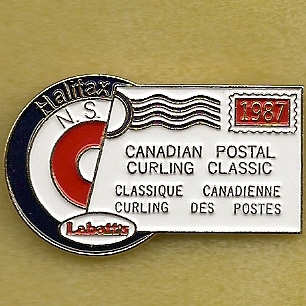 Halifax
N.S.
1987
CANADIAN POSTAL
CURLING CLASSIC
CLASSIQUE CANADIENNE
CURLING DES POSTES
Labatt's